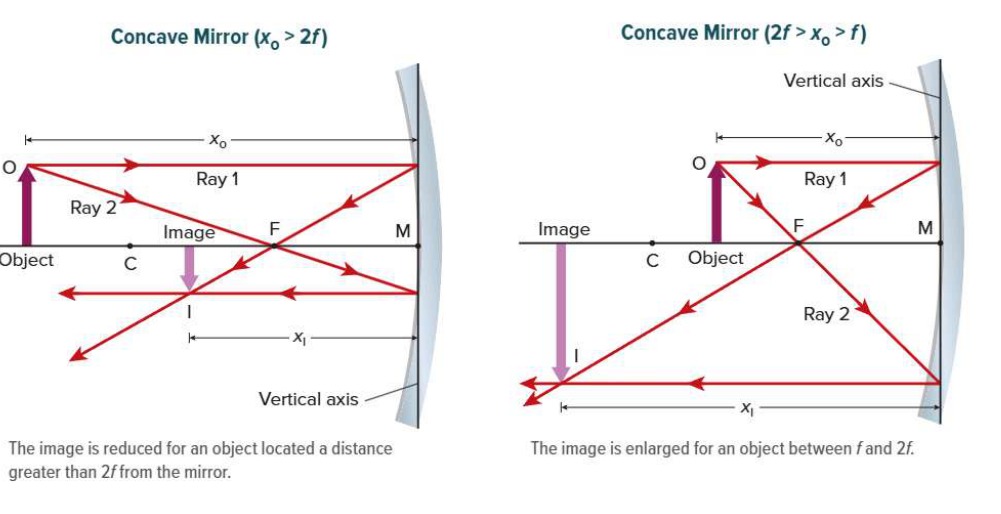 Concave Mirror (xₒ > 2f)
xₒ
O
Ray 1
Ray 2
Image
F
M
Object
C
I
xI
Vertical axis
The image is reduced for an object located a distance
greater than 2f from the mirror.
Concave Mirror (2f > xₒ > f)
Vertical axis
xₒ
O
Ray 1
Image
F
M
C
Object
Ray 2
I
xI
The image is enlarged for an object between f and 2f.